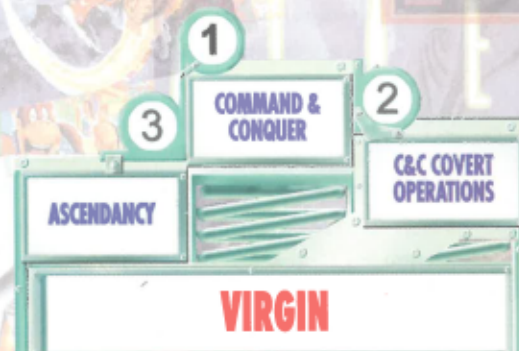 1
COMMAND &
CONQUER
2
C&C COVERT
OPERATIONS
3
ASCENDANCY
VIRGIN